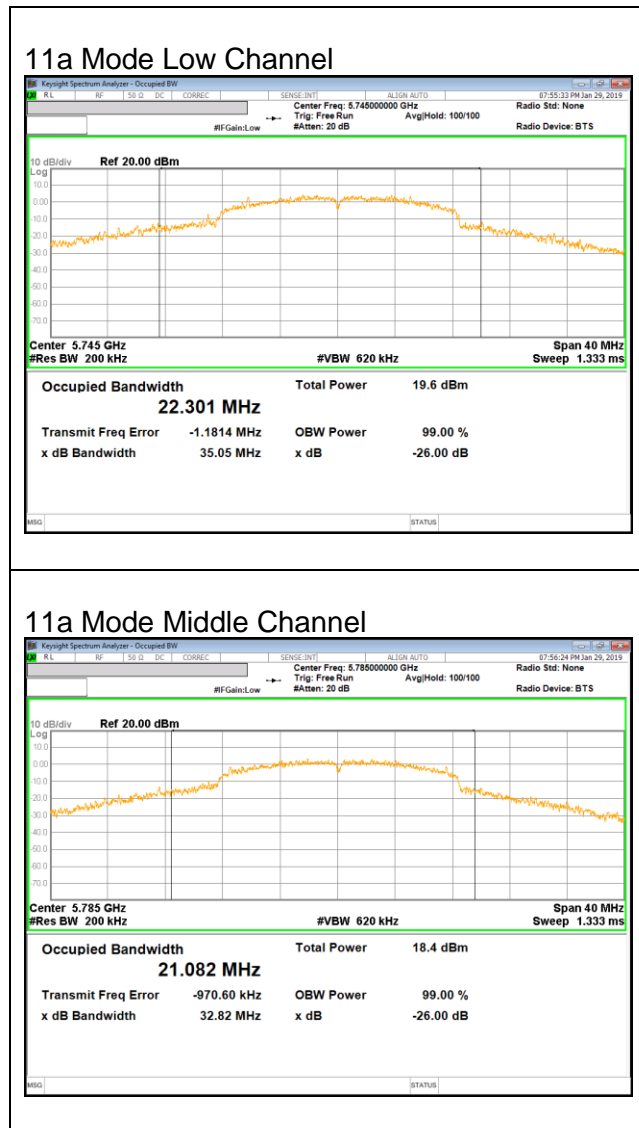 11a Mode Low Channel
Keysight Spectrum Analyzer - Occupied BW
RL RF 50 Ω DC CORREC SENSE:INT ALIGN AUTO 07:55:33 PM Jan 29, 2019
Center Freq: 5.745000000 GHz Radio Std: None
Trig: Free Run Avg|Hold: 100/100
#IFGain:Low #Atten: 20 dB Radio Device: BTS
10 dB/div Ref 20.00 dBm
Log
10.0
0.00
-10.0
-20.0
-30.0
-40.0
-50.0
-60.0
-70.0
Center 5.745 GHz Span 40 MHz
#Res BW 200 kHz #VBW 620 kHz Sweep 1.333 ms
Occupied Bandwidth Total Power 19.6 dBm
22.301 MHz
Transmit Freq Error -1.1814 MHz OBW Power 99.00 %
x dB Bandwidth 35.05 MHz x dB -26.00 dB
MSG STATUS
11a Mode Middle Channel
Keysight Spectrum Analyzer - Occupied BW
RL RF 50 Ω DC CORREC SENSE:INT ALIGN AUTO 07:56:24 PM Jan 29, 2019
Center Freq: 5.785000000 GHz Radio Std: None
Trig: Free Run Avg|Hold: 100/100
#IFGain:Low #Atten: 20 dB Radio Device: BTS
10 dB/div Ref 20.00 dBm
Log
10.0
0.00
-10.0
-20.0
-30.0
-40.0
-50.0
-60.0
-70.0
Center 5.785 GHz Span 40 MHz
#Res BW 200 kHz #VBW 620 kHz Sweep 1.333 ms
Occupied Bandwidth Total Power 18.4 dBm
21.082 MHz
Transmit Freq Error -970.60 kHz OBW Power 99.00 %
x dB Bandwidth 32.82 MHz x dB -26.00 dB
MSG STATUS